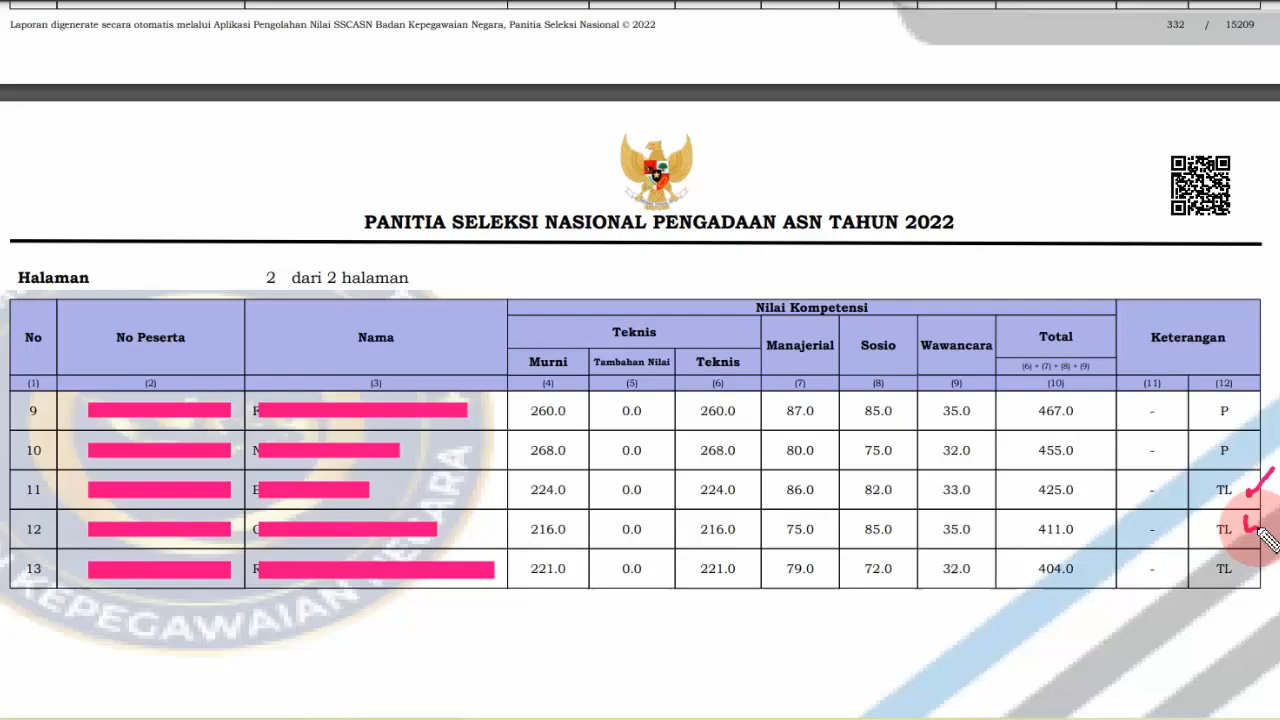 Laporan digenerate secara otomatis melalui Aplikasi Pengolahan Nilai SSCASN Badan Kepegawaian Negara, Panitia Seleksi Nasional © 2022 332 / 15209
PANITIA SELEKSI NASIONAL PENGADAAN ASN TAHUN 2022
Halaman 2 dari 2 halaman
Nilai Kompetensi
No No Peserta Nama Teknis Manajerial Sosio Wawancara Total Keterangan
Murni Tambahan Nilai Teknis (6) + (7) + (8) + (9)
(1) (2) (3) (4) (5) (6) (7) (8) (9) (10) (11) (12)
9 260.0 0.0 260.0 87.0 85.0 35.0 467.0 - P
10 268.0 0.0 268.0 80.0 75.0 32.0 455.0 - P
11 224.0 0.0 224.0 86.0 82.0 33.0 425.0 - TL
12 216.0 0.0 216.0 75.0 85.0 35.0 411.0 - TL
13 221.0 0.0 221.0 79.0 72.0 32.0 404.0 - TL
KEPEGAWAIAN NEGARA